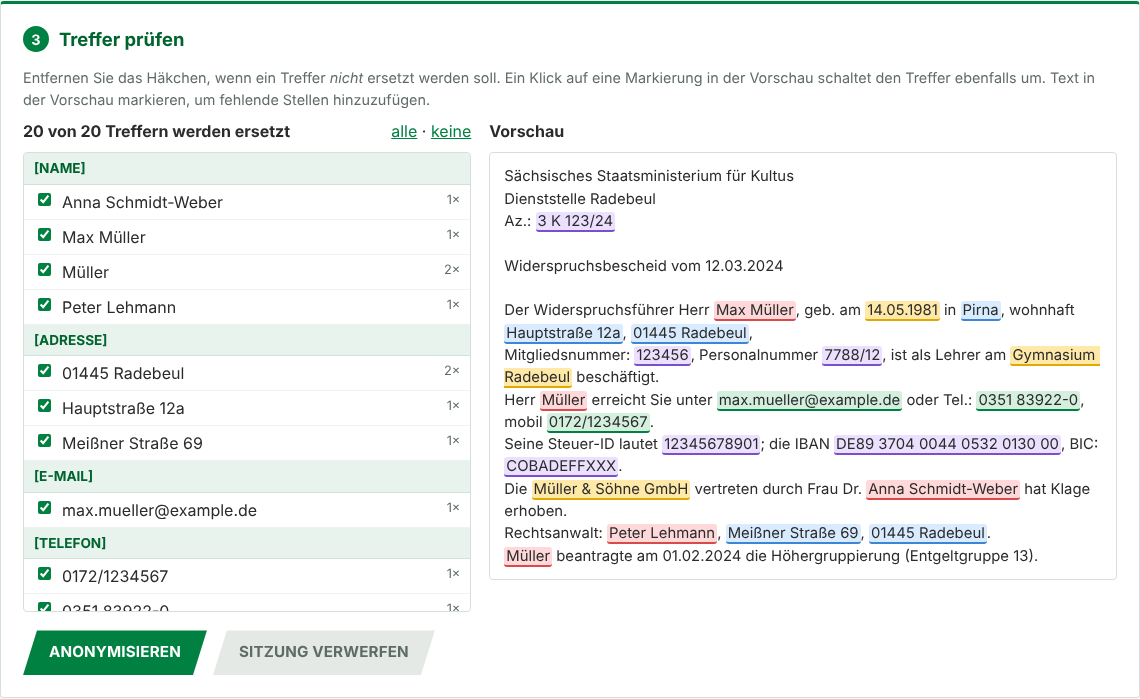 3 Treffer prüfen
Entfernen Sie das Häkchen, wenn ein Treffer nicht ersetzt werden soll. Ein Klick auf eine Markierung in der Vorschau schaltet den Treffer ebenfalls um. Text in
der Vorschau markieren, um fehlende Stellen hinzuzufügen.
20 von 20 Treffern werden ersetzt alle · keine
[NAME]
Anna Schmidt-Weber 1×
Max Müller 1×
Müller 2×
Peter Lehmann 1×
[ADRESSE]
01445 Radebeul 2×
Hauptstraße 12a 1×
Meißner Straße 69 1×
[E-MAIL]
max.mueller@example.de 1×
[TELEFON]
0172/1234567 1×
0351 83922-0 1×
Vorschau
Sächsisches Staatsministerium für Kultus
Dienststelle Radebeul
Az.: 3 K 123/24
Widerspruchsbescheid vom 12.03.2024
Der Widerspruchsführer Herr Max Müller, geb. am 14.05.1981 in Pirna, wohnhaft
Hauptstraße 12a, 01445 Radebeul,
Mitgliedsnummer: 123456, Personalnummer 7788/12, ist als Lehrer am Gymnasium
Radebeul beschäftigt.
Herr Müller erreicht Sie unter max.mueller@example.de oder Tel.: 0351 83922-0,
mobil 0172/1234567.
Seine Steuer-ID lautet 12345678901; die IBAN DE89 3704 0044 0532 0130 00, BIC:
COBADEFFXXX.
Die Müller & Söhne GmbH vertreten durch Frau Dr. Anna Schmidt-Weber hat Klage
erhoben.
Rechtsanwalt: Peter Lehmann, Meißner Straße 69, 01445 Radebeul.
Müller beantragte am 01.02.2024 die Höhergruppierung (Entgeltgruppe 13).
ANONYMISIEREN
SITZUNG VERWERFEN